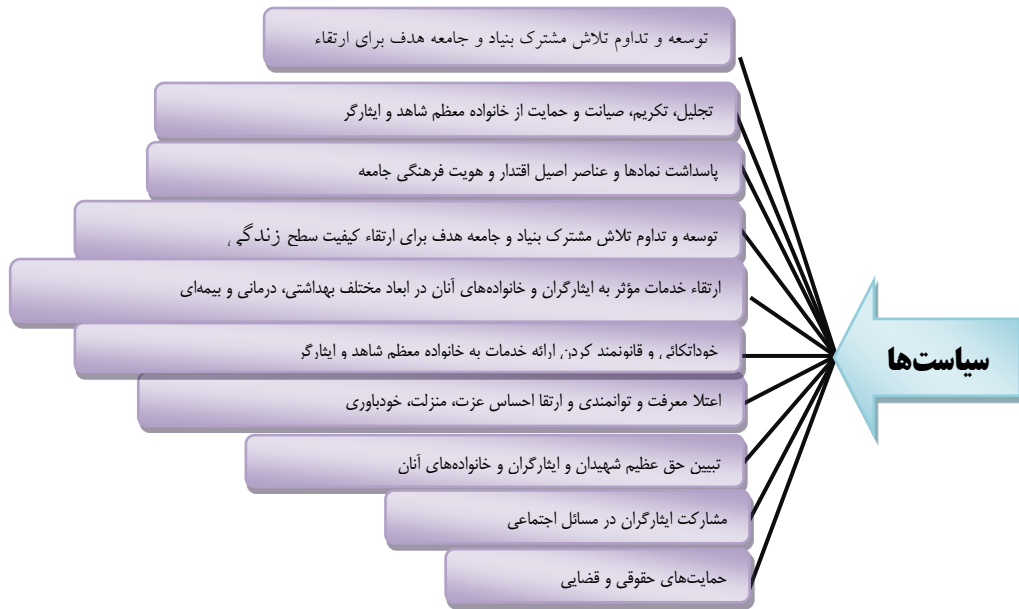 توسعه و تداوم تلاش مشترک بنیاد و جامعه هدف برای ارتقاء
تجلیل، تکریم، صیانت و حمایت از خانواده معظم شاهد و ایثارگر
پاسداشت نمادها و عناصر اصیل اقتدار و هویت فرهنگی جامعه
توسعه و تداوم تلاش مشترک بنیاد و جامعه هدف برای ارتقاء کیفیت سطح زندگی
ارتقاء خدمات مؤثر به ایثارگران و خانواده‌های آنان در ابعاد مختلف بهداشتی، درمانی و بیمه‌ای
خوداتکائی و قانونمند کردن ارائه خدمات به خانواده معظم شاهد و ایثارگر
اعتلا معرفت و توانمندی و ارتقا احساس عزت، منزلت، خودباوری
تبیین حق عظیم شهیدان و ایثارگران و خانواده‌های آنان
مشارکت ایثارگران در مسائل اجتماعی
حمایت‌های حقوقی و قضایی
سیاست‌ها